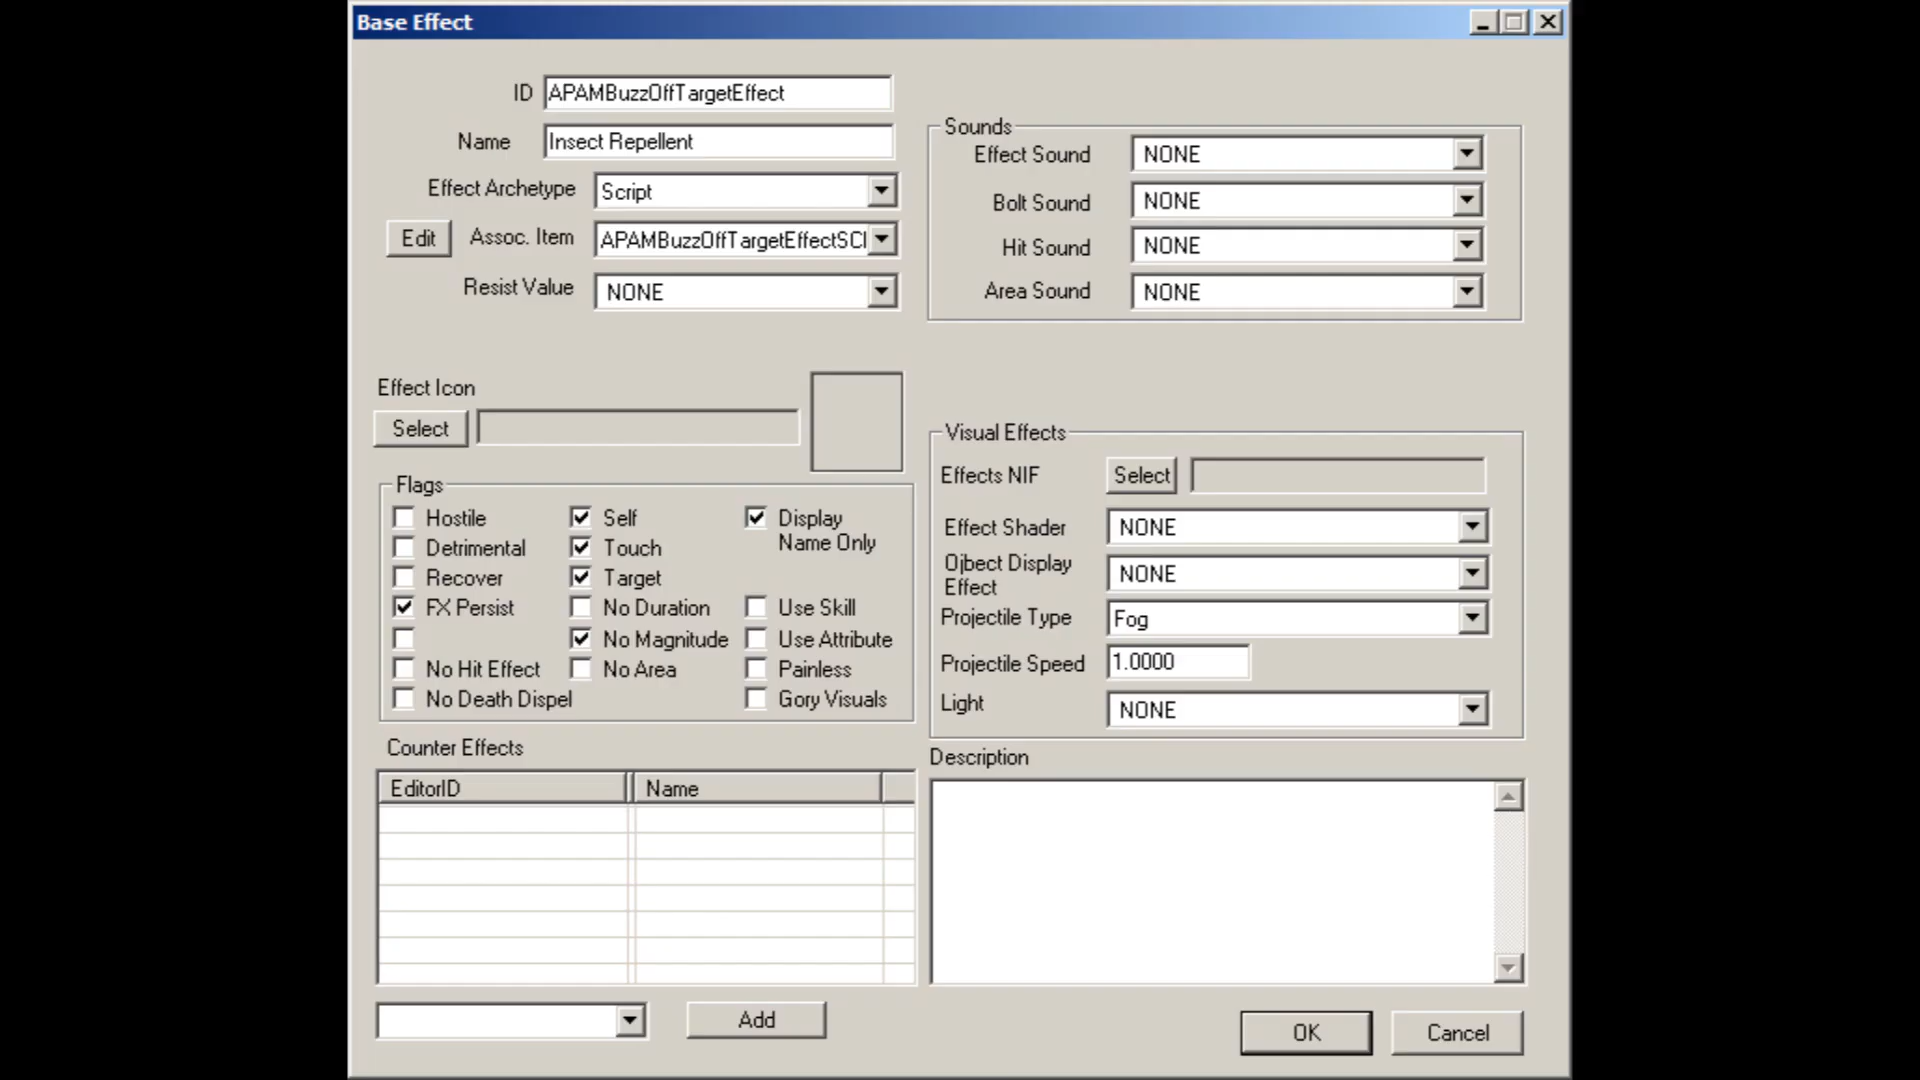 Base Effect
ID APAMBuzzOffTargetEffect
Name Insect Repellent
Effect Archetype Script
Edit Assoc. Item APAMBuzzOffTargetEffectSCI
Resist Value NONE
Sounds
Effect Sound NONE
Bolt Sound NONE
Hit Sound NONE
Area Sound NONE
Effect Icon
Select
Flags
Hostile Self Display
Name Only
Detrimental Touch
Recover Target
FX Persist No Duration Use Skill
No Magnitude Use Attribute
No Hit Effect No Area Painless
No Death Dispel Gory Visuals
Visual Effects
Effects NIF Select
Effect Shader NONE
Ojbect Display
Effect NONE
Projectile Type Fog
Projectile Speed 1.0000
Light NONE
Counter Effects
EditorID Name
Add
Description
OK Cancel